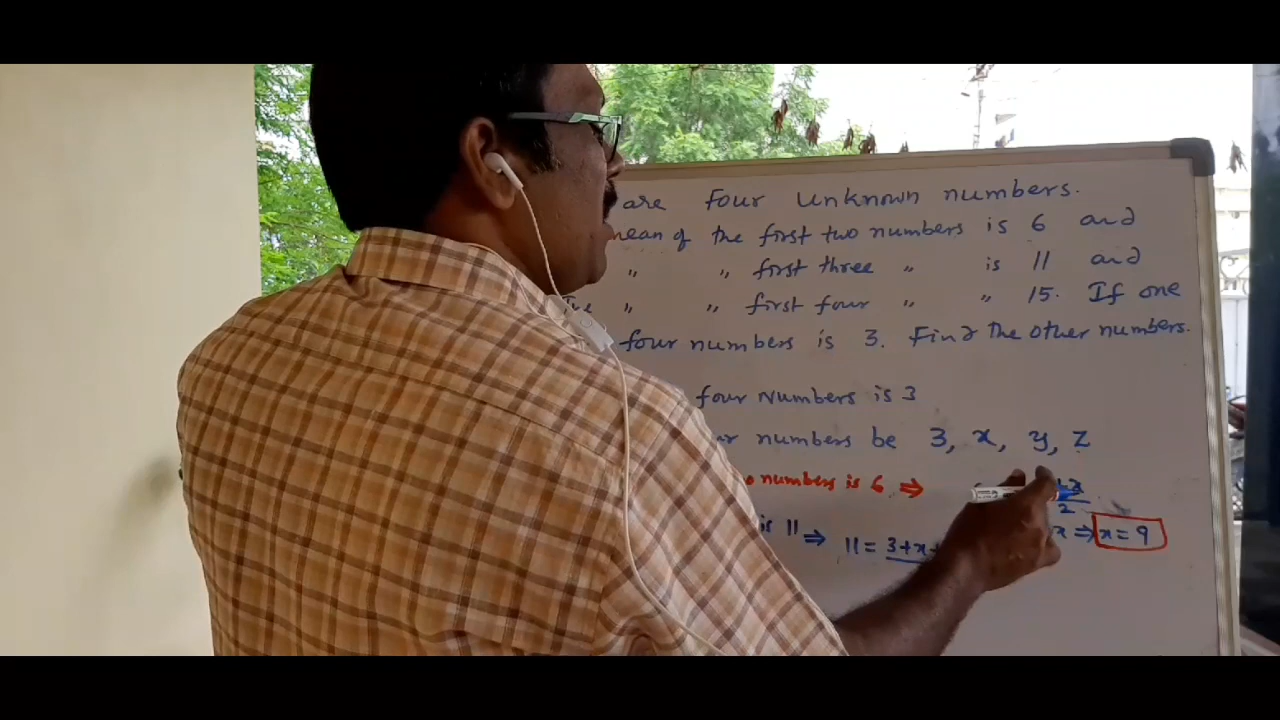 are four unknown numbers.
mean of the first two numbers is 6 and
" " first three " is 11 and
The " " first four " " 15. If one
four numbers is 3. Find the other numbers.
four Numbers is 3
numbers be 3, x, y, z
numbers is 6 ⇒
2
is 11 ⇒ 11 = 3+x+
x ⇒ x = 9